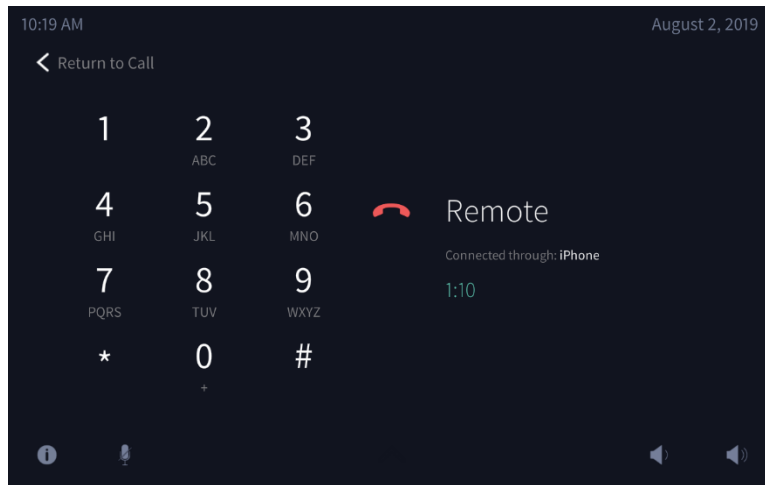 10:19 AM August 2, 2019
Return to Call
1 2 3
ABC DEF
4 5 6
GHI JKL MNO
7 8 9
PQRS TUV WXYZ
* 0 #
+
Remote
Connected through: iPhone
1:10